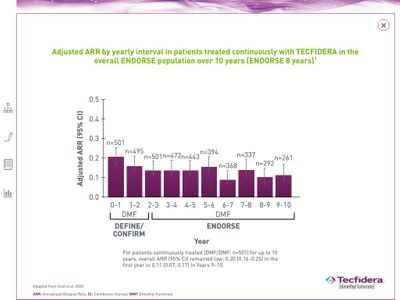 Adjusted ARR by yearly interval in patients treated continuously with TECFIDERA in the
overall ENDORSE population over 10 years (ENDORSE 8 years)¹
Adjusted ARR (95% CI)
0.5
0.4
0.3
0.2
0.1
0.0
n=501
n=495
n=501
n=472
n=443
n=394
n=368
n=337
n=292
n=261
0-1 1-2 2-3 3-4 4-5 5-6 6-7 7-8 8-9 9-10
DMF DMF
DEFINE/
CONFIRM
ENDORSE
Year
For patients continuously treated (DMF/DMF; n=501) for up to 10
years, overall ARR (95% CI) remained low: 0.20 (0.16–0.25) in the
first year to 0.11 (0.07, 0.17) in Years 9–10.
Tecfidera
(dimethyl fumarate)
Adapted from Gold et al. 2020.
ARR: Annualised Relapse Rate; CI: Confidence Interval; DMF: Dimethyl Fumarate.